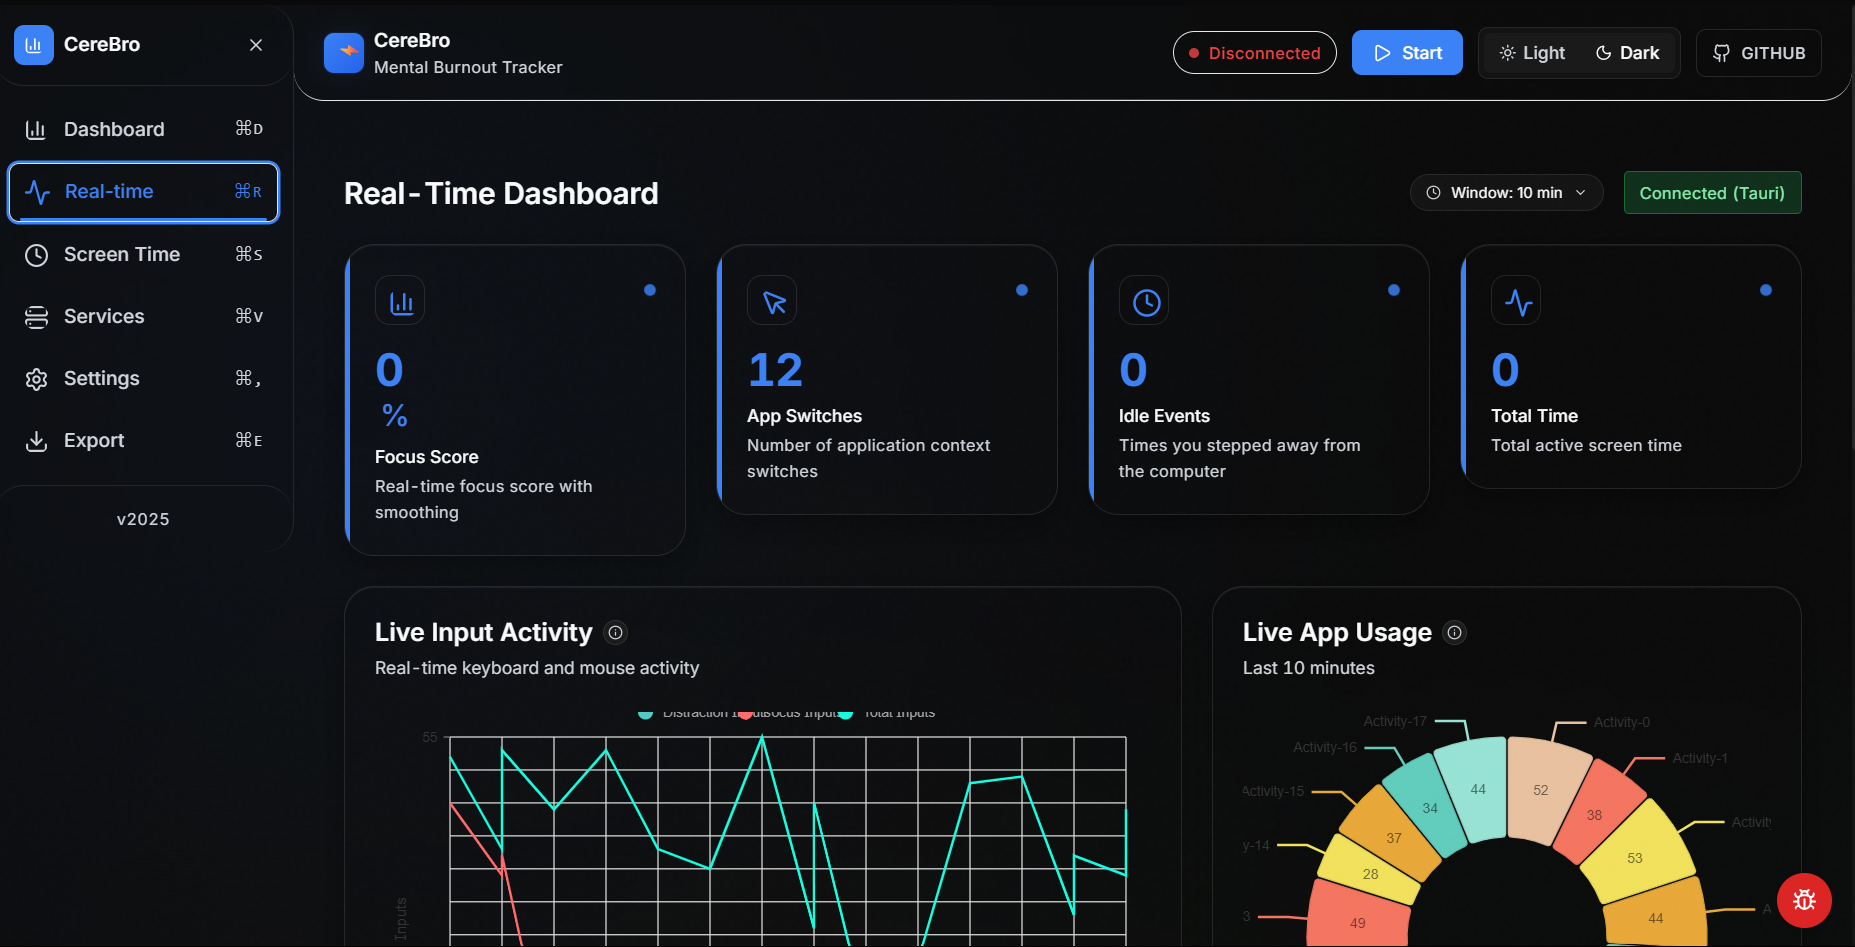 CereBro
Dashboard ⌘D
Real-time ⌘R
Screen Time ⌘S
Services ⌘V
Settings ⌘,
Export ⌘E
v2025
CereBro
Mental Burnout Tracker
Disconnected
Start
Light
Dark
GITHUB
Real-Time Dashboard
Window: 10 min
Connected (Tauri)
0
%
Focus Score
Real-time focus score with
smoothing
12
App Switches
Number of application context
switches
0
Idle Events
Times you stepped away from
the computer
0
Total Time
Total active screen time
Live Input Activity
Real-time keyboard and mouse activity
Distraction Inputs
Focus Inputs
Total Inputs
55
Inputs
Live App Usage
Last 10 minutes
Activity-17
Activity-0
Activity-16
Activity-1
Activity-15
Activity
y-14
3
A
44
52
34
38
37
53
28
44
49